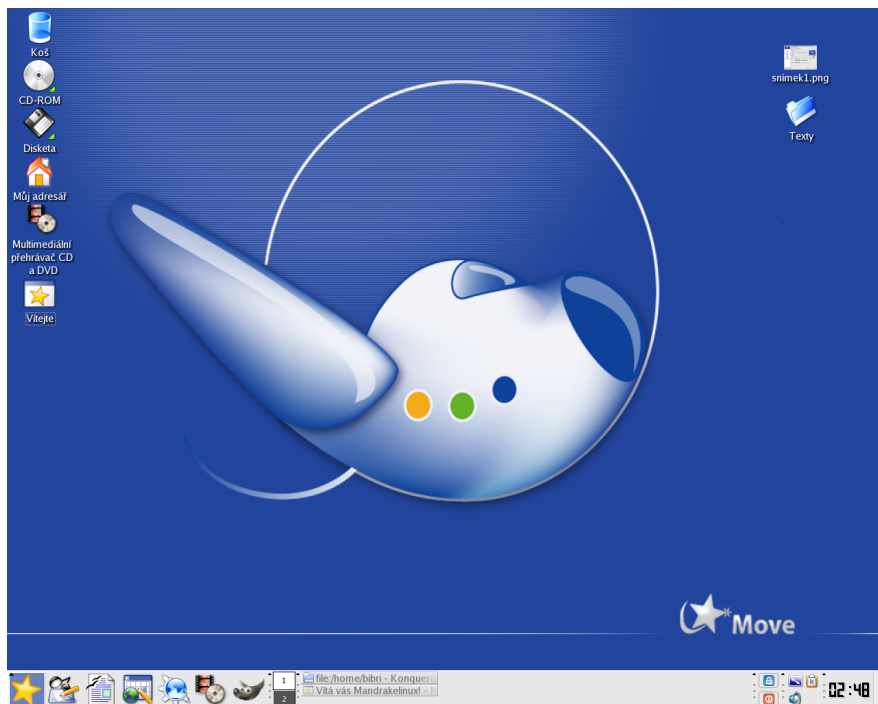 Koš
CD-ROM
Disketa
Můj adresář
Multimediální
přehrávač CD
a DVD
Vítejte
snímek1.png
Texty
Move
1
2
file:/home/bibri - Konquero
Vítá vás Mandrakelinux! -
02:48